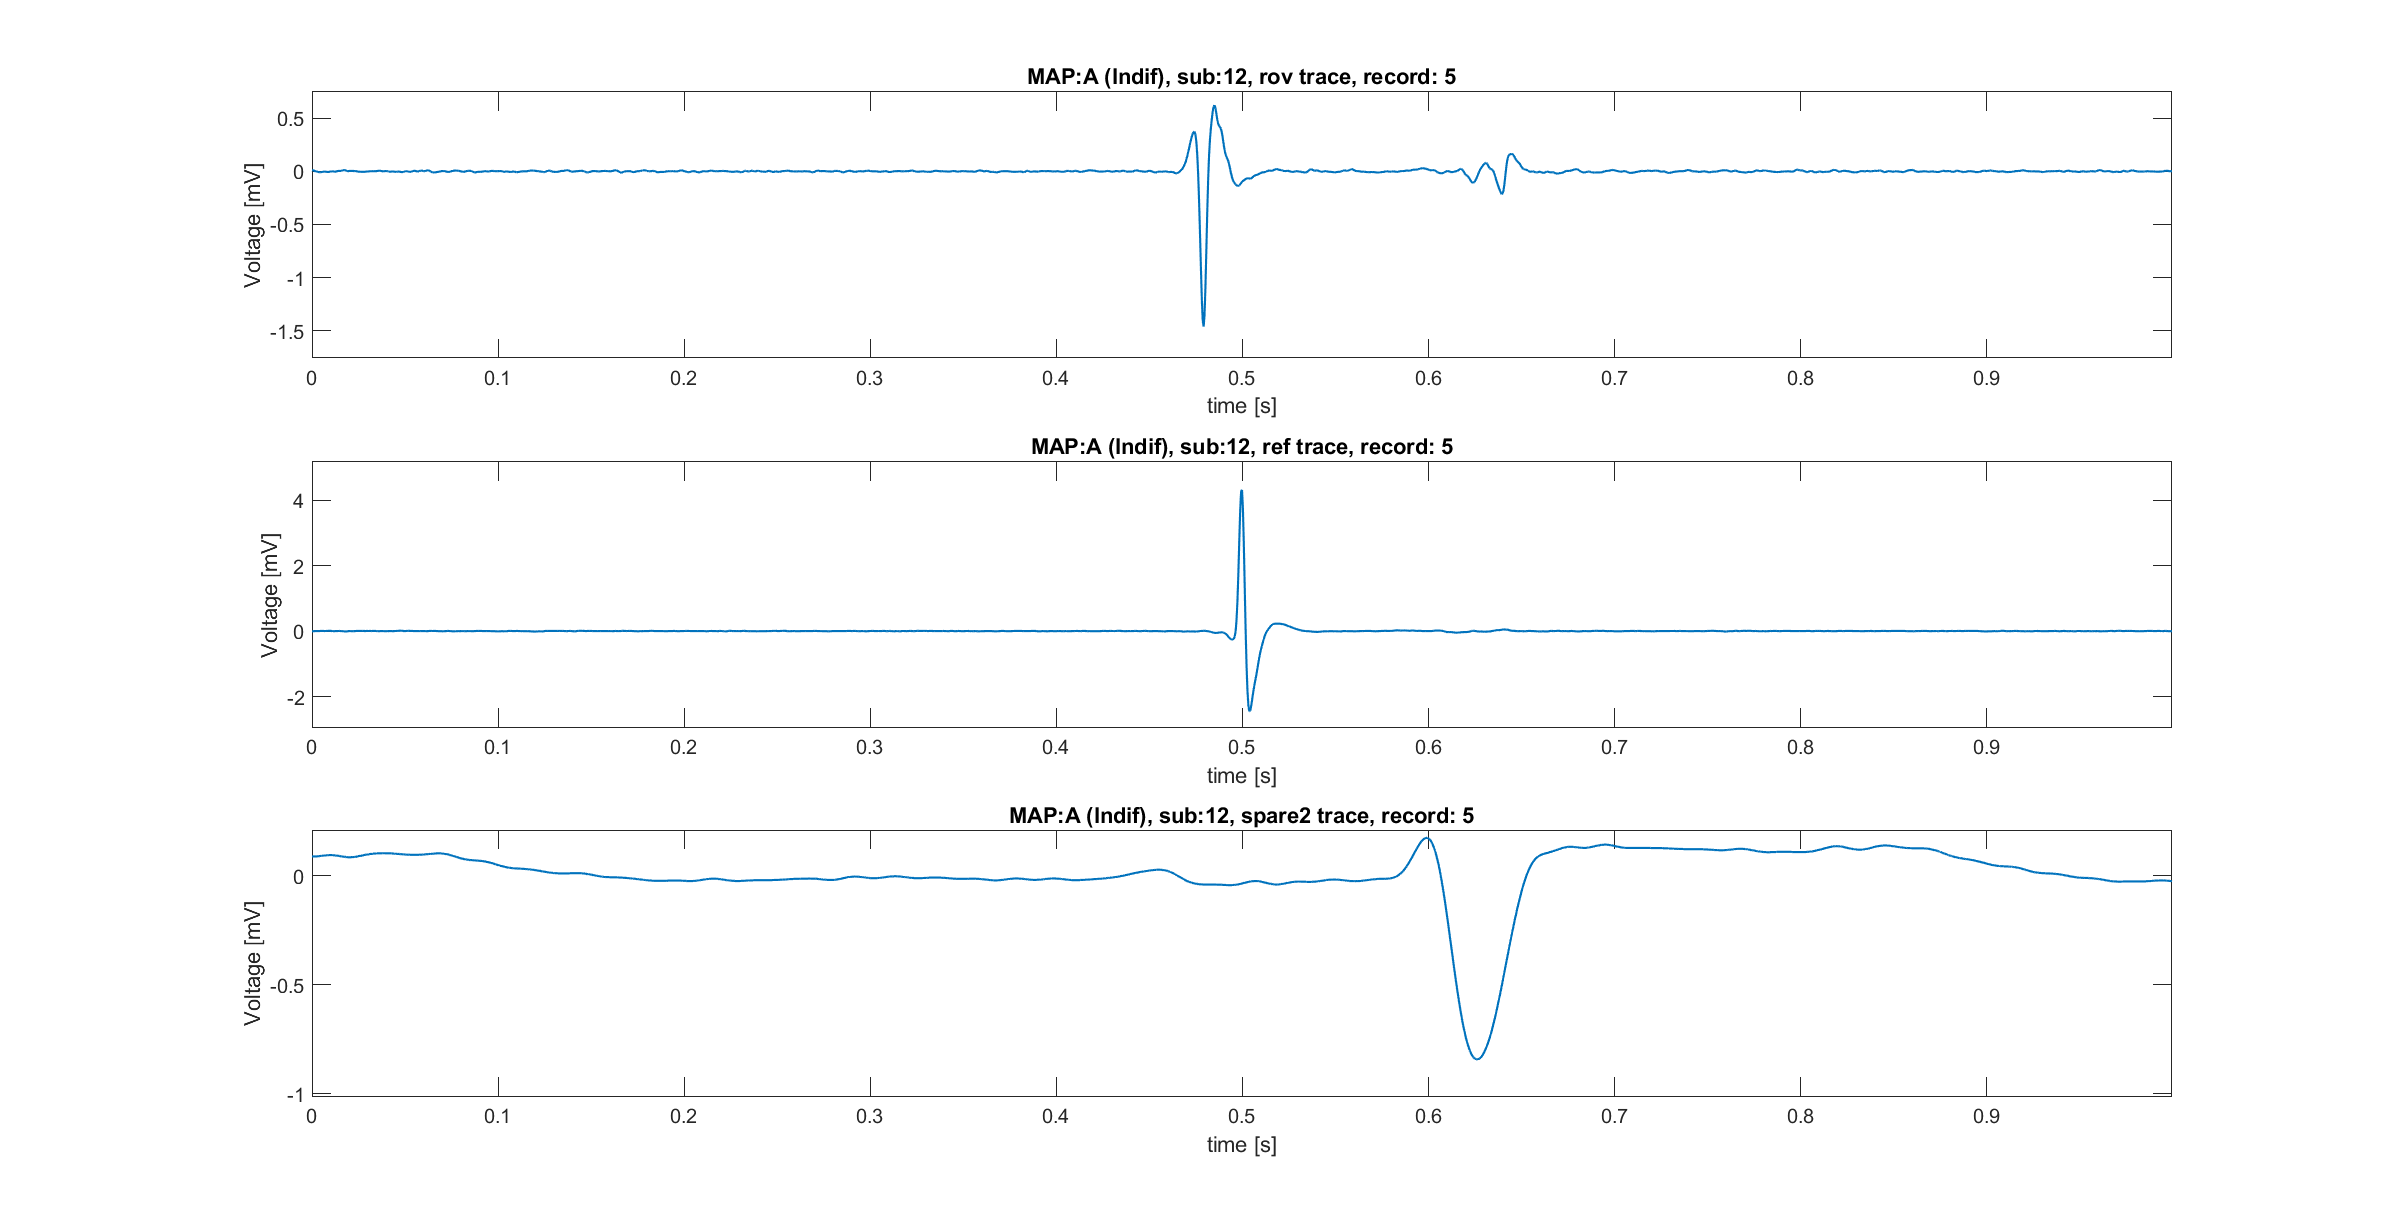 MAP:A (Indif), sub:12, rov trace, record: 5
0.5
0
-0.5
-1
-1.5
Voltage [mV]
0 0.1 0.2 0.3 0.4 0.5 0.6 0.7 0.8 0.9
time [s]
MAP:A (Indif), sub:12, ref trace, record: 5
4
2
0
-2
Voltage [mV]
0 0.1 0.2 0.3 0.4 0.5 0.6 0.7 0.8 0.9
time [s]
MAP:A (Indif), sub:12, spare2 trace, record: 5
0
-0.5
-1
Voltage [mV]
0 0.1 0.2 0.3 0.4 0.5 0.6 0.7 0.8 0.9
time [s]